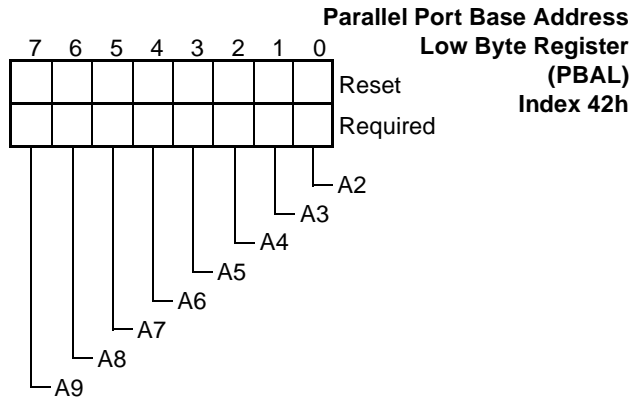 Parallel Port Base Address
Low Byte Register
(PBAL)
Index 42h
7 6 5 4 3 2 1 0
Reset
Required
A2
A3
A4
A5
A6
A7
A8
A9